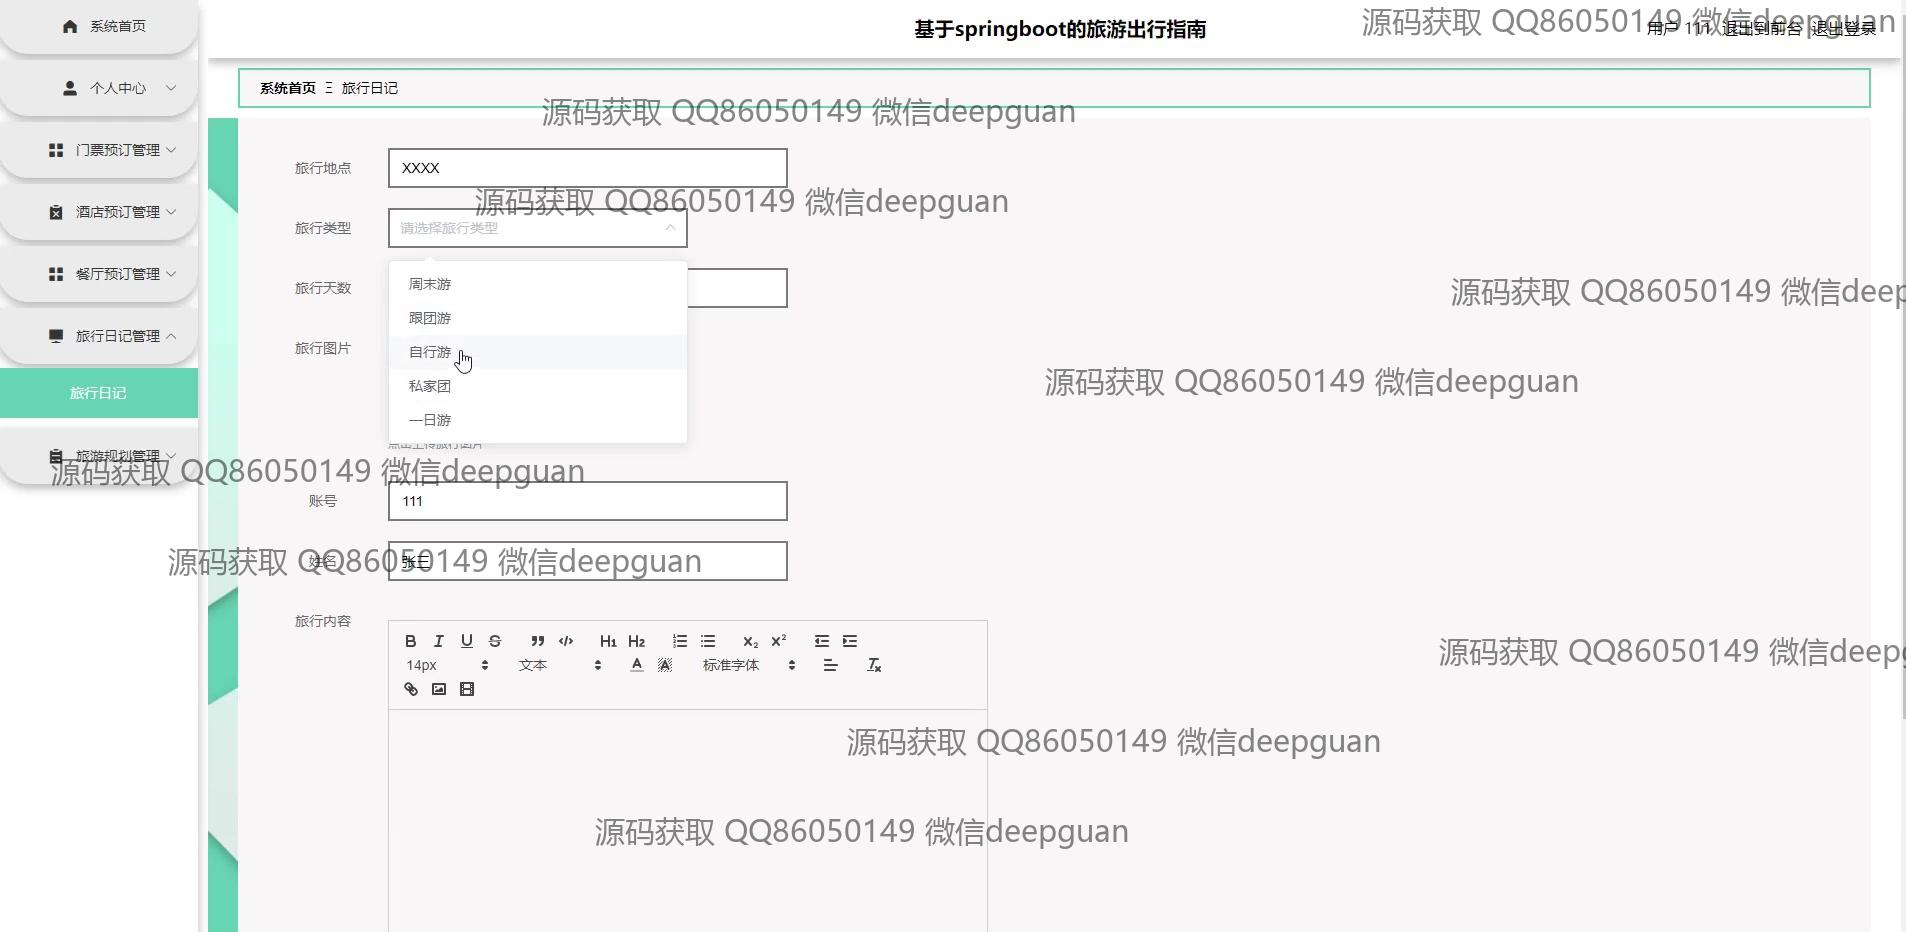 系统首页
个人中心
门票预订管理
酒店预订管理
餐厅预订管理
旅行日记管理
旅行日记
旅游规划管理
基于springboot的旅游出行指南
用户 111 退出到前台 退出登录
源码获取 QQ86050149 微信deepguan
系统首页 Ξ 旅行日记
源码获取 QQ86050149 微信deepguan
旅行地点 XXXX
源码获取 QQ86050149 微信deepguan
旅行类型 请选择旅行类型
周末游
旅行天数
源码获取 QQ86050149 微信deep
跟团游
旅行图片
自行游
私家团
源码获取 QQ86050149 微信deepguan
一日游
点击上传旅行图片
源码获取 QQ86050149 微信deepguan
账号 111
姓名 张三
源码获取 QQ86050149 微信deepguan
旅行内容
B I U S H1 H2 X2 X2
14px 文本 A A 标准字体 Tx
源码获取 QQ86050149 微信deep
源码获取 QQ86050149 微信deepguan
源码获取 QQ86050149 微信deepguan